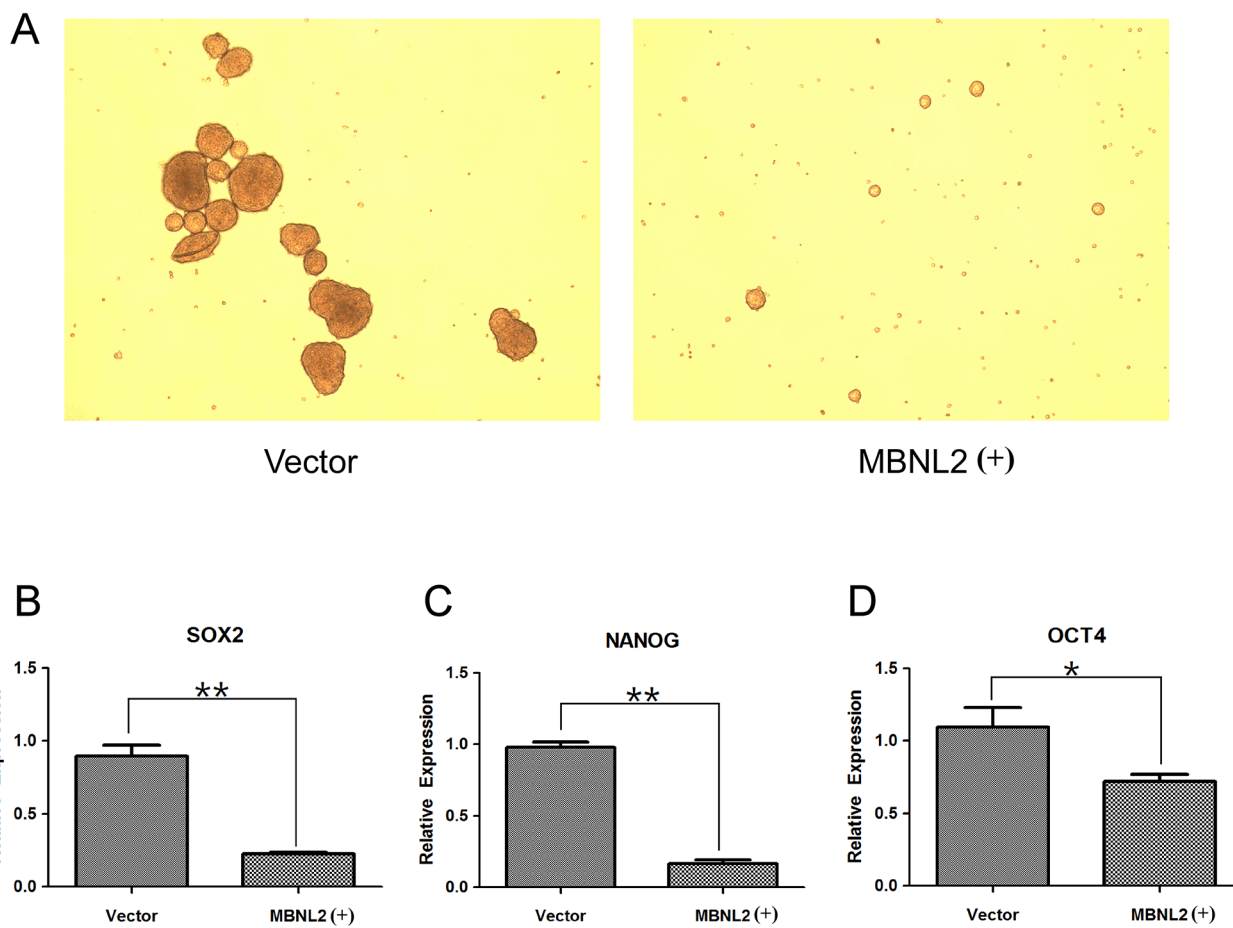 A
Vector
MBNL2 (+)
B
SOX2
1.5
1.0
0.5
0.0
**
Vector
MBNL2 (+)
C
NANOG
Relative Expression
1.5
1.0
0.5
0.0
**
Vector
MBNL2 (+)
D
OCT4
Relative Expression
1.5
1.0
0.5
0.0
*
Vector
MBNL2 (+)